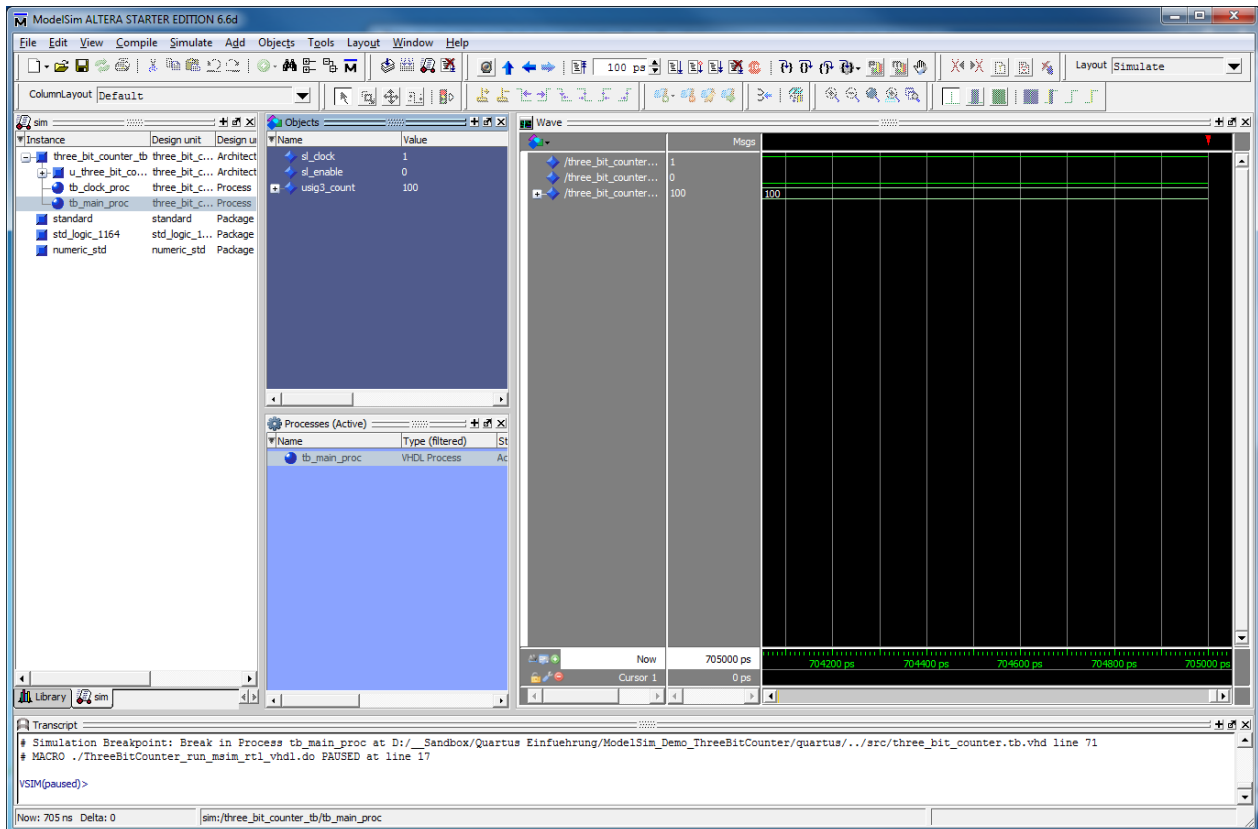 ModelSim ALTERA STARTER EDITION 6.6d
File Edit View Compile Simulate Add Objects Tools Layout Window Help
100 ps
Layout Simulate
ColumnLayout Default
sim
Instance Design unit Design u
three_bit_counter_tb three_bit_c... Architect
u_three_bit_co... three_bit_c... Architect
tb_clock_proc three_bit_c... Process
tb_main_proc three_bit_c... Process
standard standard Package
std_logic_1164 std_logic_1... Package
numeric_std numeric_std Package
Library sim
Objects
Name Value
sl_clock 1
sl_enable 0
usig3_count 100
Processes (Active)
Name Type (filtered) St
tb_main_proc VHDL Process Ac
Wave
Msgs
/three_bit_counter... 1
/three_bit_counter... 0
/three_bit_counter... 100 100
Now 705000 ps
704200 ps 704400 ps 704600 ps 704800 ps 705000 ps
Cursor 1 0 ps
Transcript
# Simulation Breakpoint: Break in Process tb_main_proc at D:/__Sandbox/Quartus Einfuehrung/ModelSim_Demo_ThreeBitCounter/quartus/../src/three_bit_counter.tb.vhd line 71
# MACRO ./ThreeBitCounter_run_msim_rtl_vhdl.do PAUSED at line 17
VSIM(paused)>
Now: 705 ns Delta: 0 sim:/three_bit_counter_tb/tb_main_proc